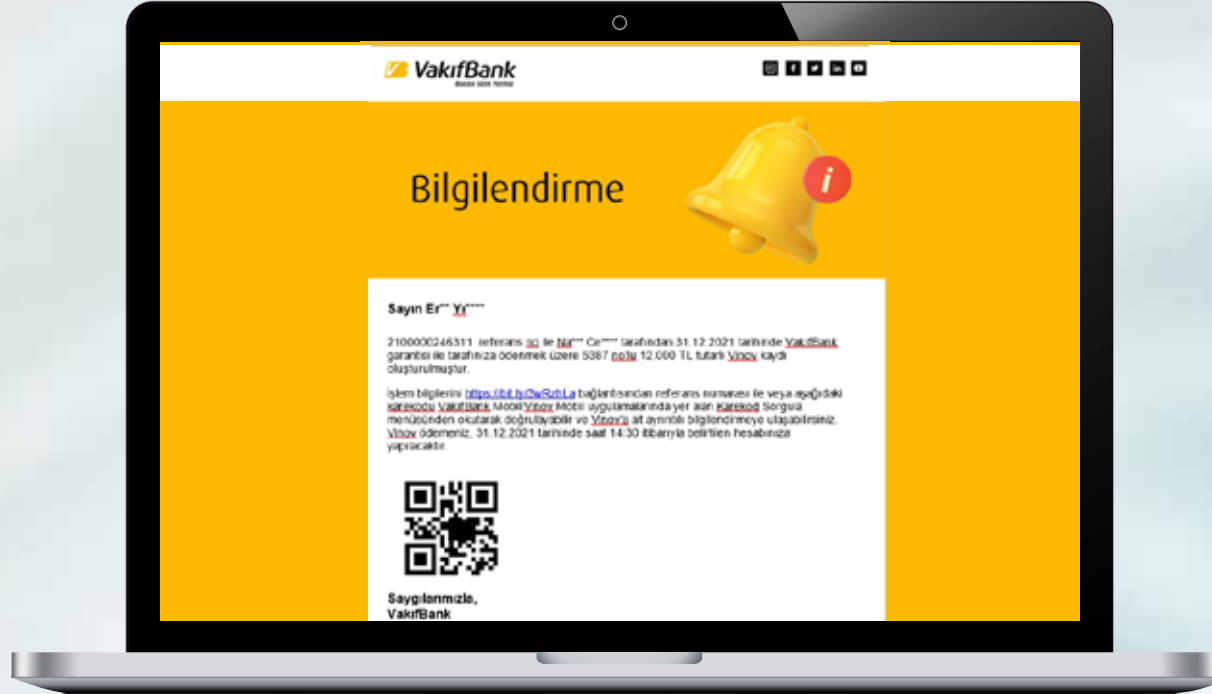 VakıfBank
Bilgilendirme
Sayın Er** Yı****
2100000246311 referans no ile Na*** Ce**** tarafından 31.12.2021 tarihinde VakıfBank
garantisi ile tarafınıza ödenmek üzere 5387 no'lu 12.000 TL tutarlı Vinov kaydı
oluşturulmuştur.
İşlem bilgilerini bağlantısından referans numarası ile veya aşağıdaki
karekodu VakıfBank Mobil/Vinov Mobil uygulamalarında yer alan Karekod Sorgula
menüsünden okutarak doğrulayabilir ve Vinov'a ait ayrıntılı bilgilendirmeye ulaşabilirsiniz.
Vinov ödemeniz, 31.12.2021 tarihinde saat 14:30 itibarıyla belirtilen hesabınıza
yapılacaktır.
Saygılarımızla,
VakıfBank